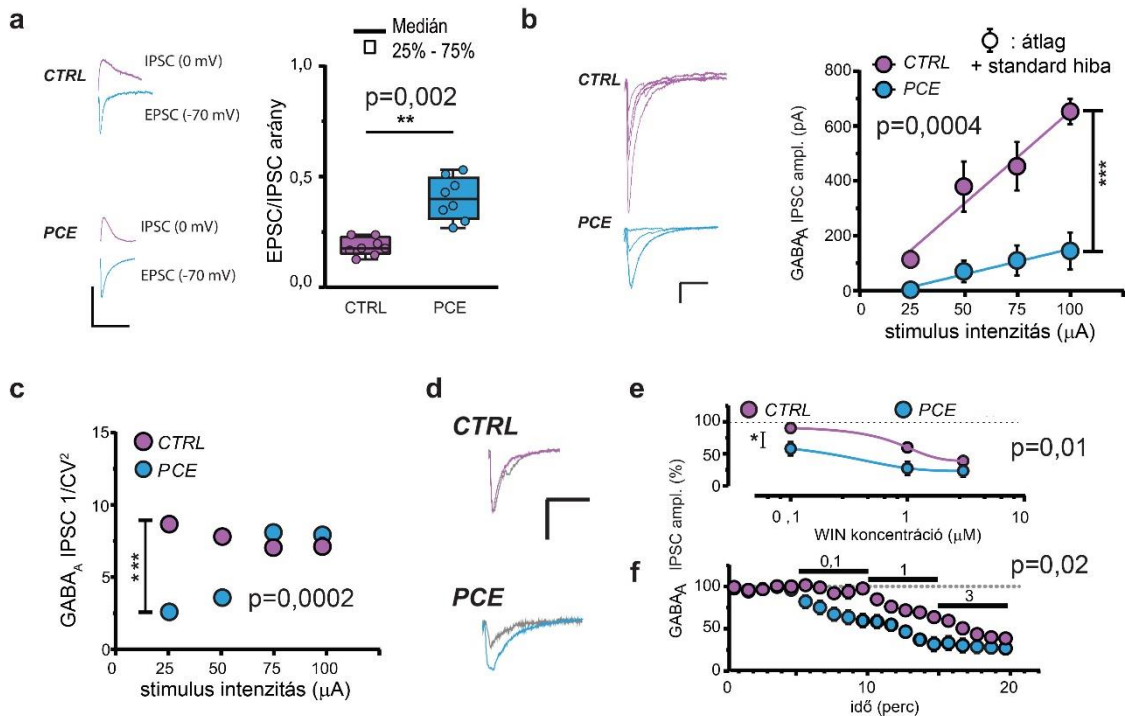 a
Medián
25% - 75%
CTRL
IPSC (0 mV)
EPSC (-70 mV)
PCE
IPSC (0 mV)
EPSC (-70 mV)
EPSC/IPSC arány
1,0
0,5
0,0
p=0,002
**
CTRL
PCE
b
CTRL
PCE
: átlag
+ standard hiba
CTRL
PCE
p=0,0004
***
GABAA IPSC ampl. (pA)
800
600
400
200
0
0
25
50
75
100
stimulus intenzitás (μA)
c
CTRL
PCE
GABAA IPSC 1/CV²
15
10
5
0
***
p=0,0002
0
25
50
75
100
stimulus intenzitás (μA)
d
CTRL
PCE
e
CTRL
PCE
100
50
0
*
p=0,01
0,1
1
10
WIN koncentráció (μM)
GABAA IPSC ampl. (%)
f
p=0,02
0,1
1
3
100
50
0
0
10
20
idő (perc)